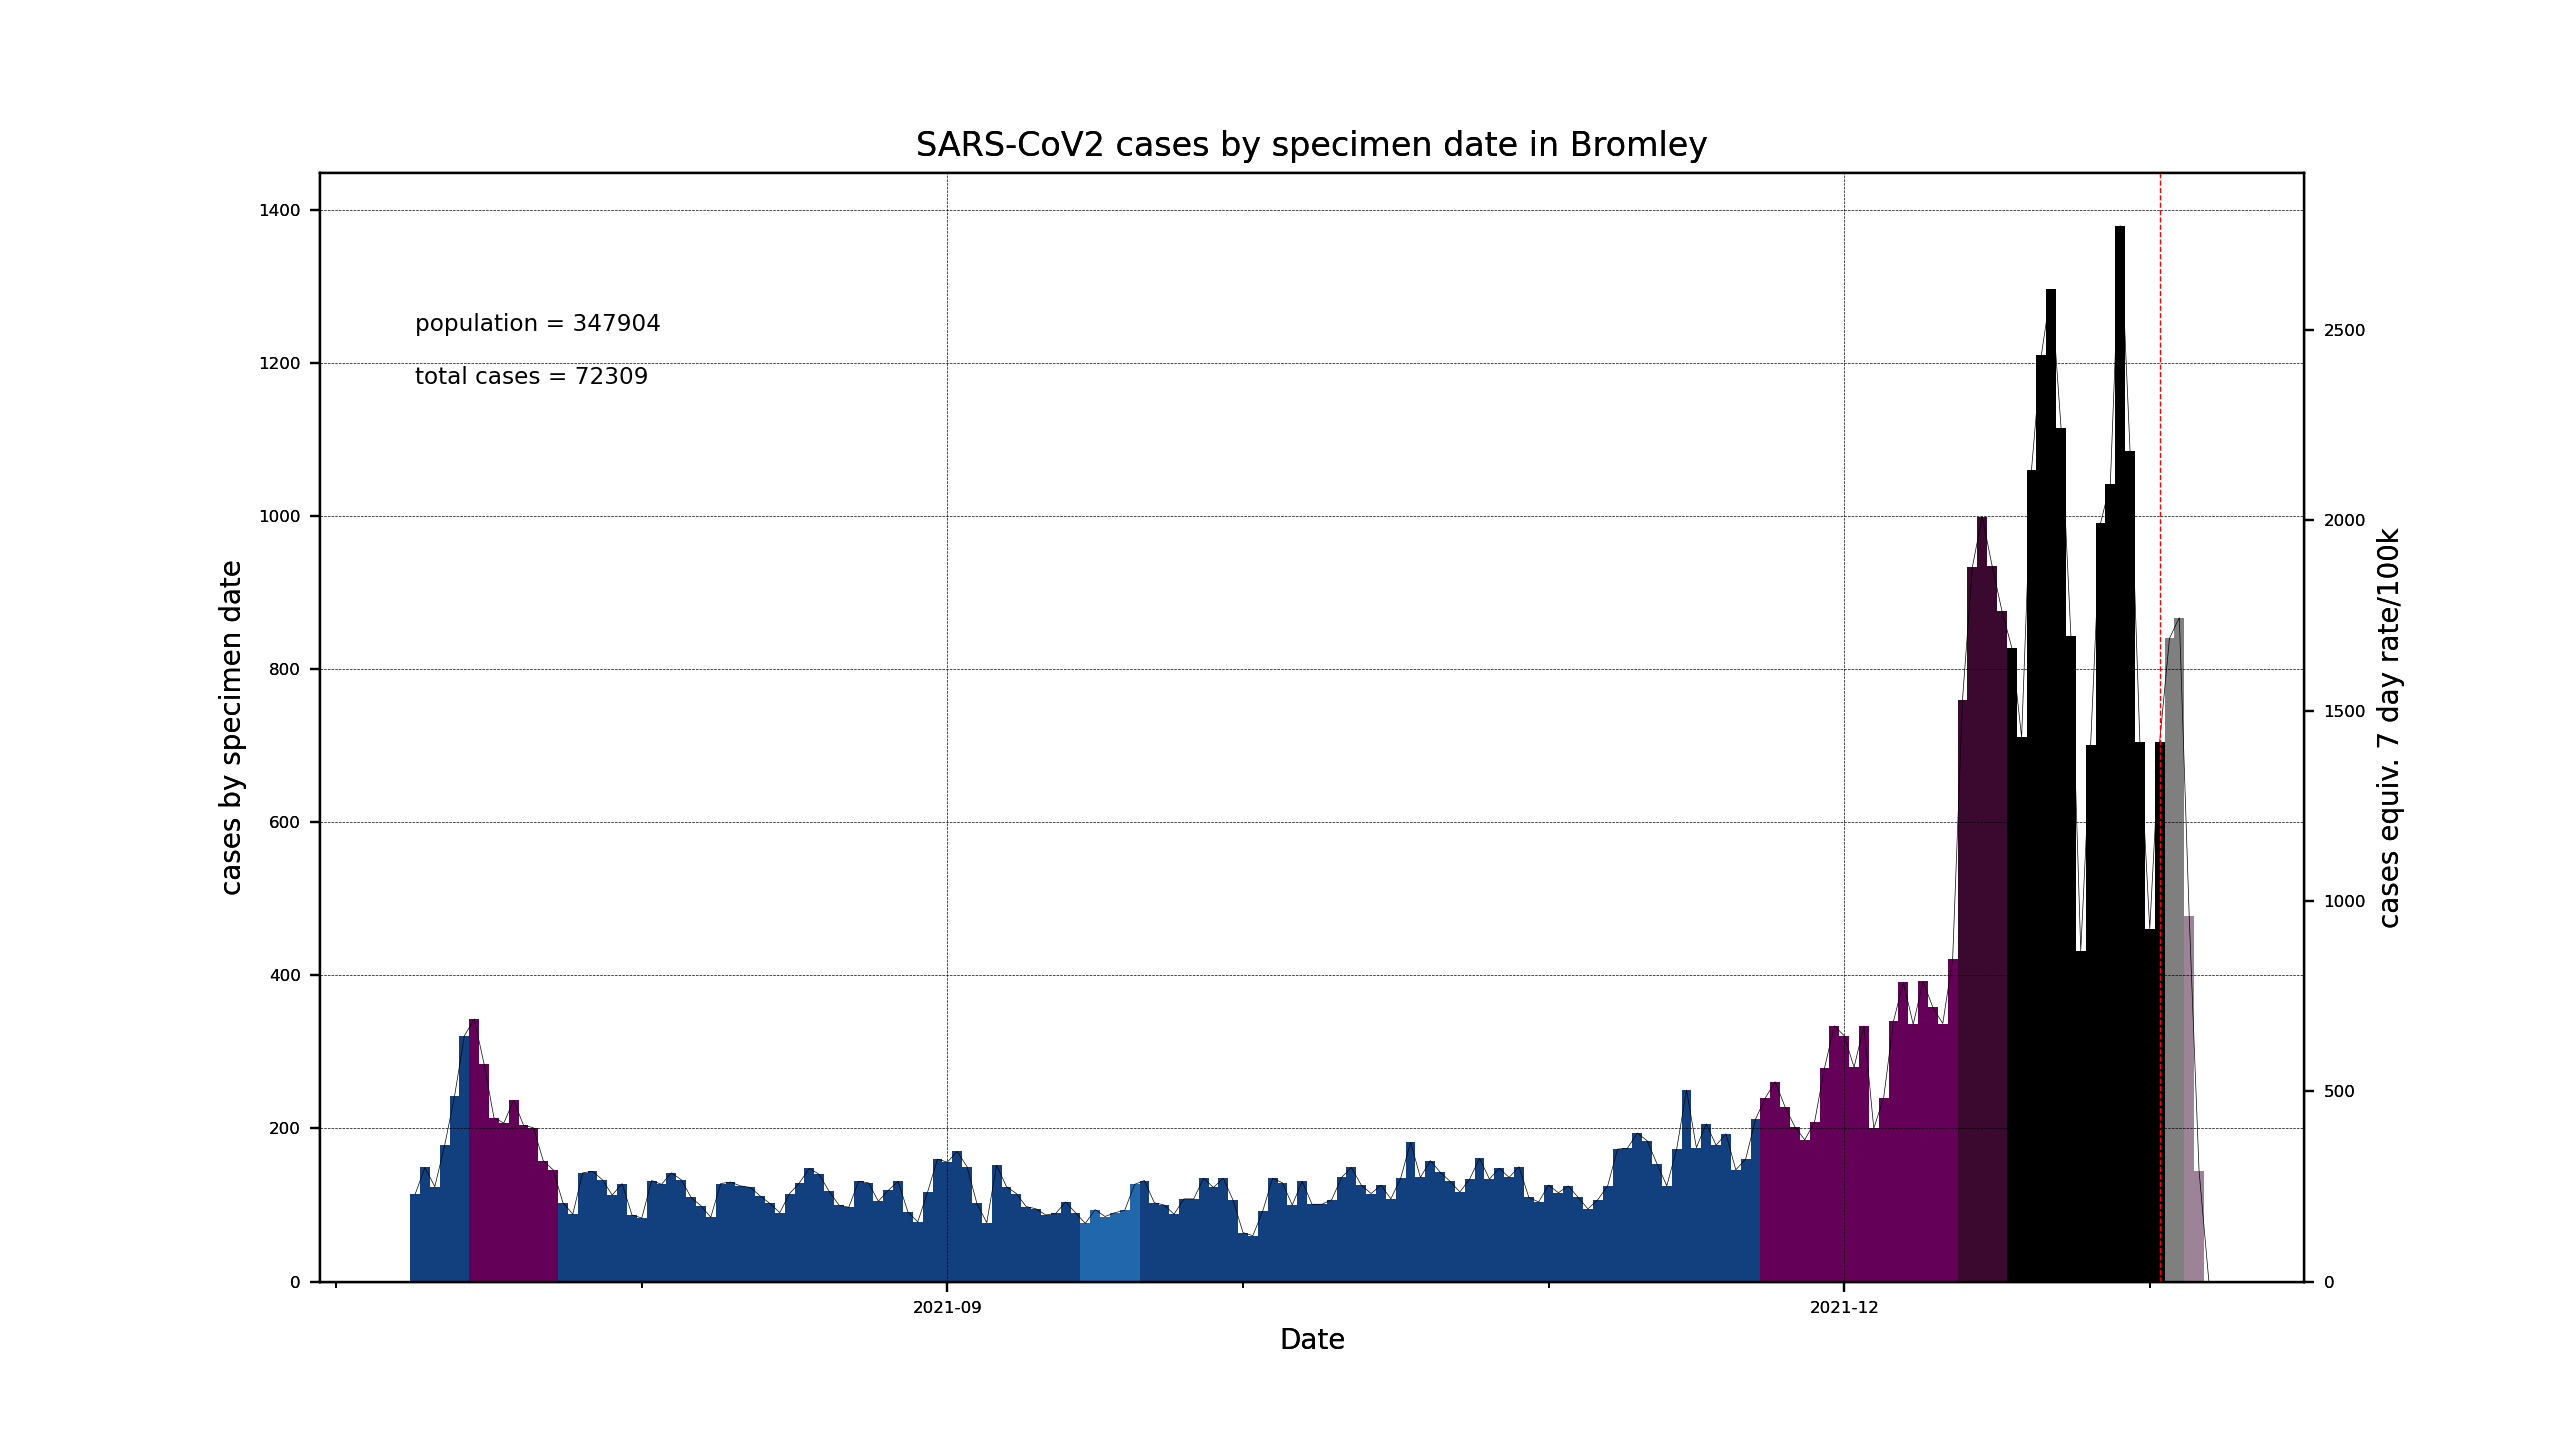 SARS-CoV2 cases by specimen date in Bromley
population = 347904
total cases = 72309
cases by specimen date
1400
1200
1000
800
600
400
200
0
2500
2000
1500
1000
500
0
cases equiv. 7 day rate/100k
2021-09
2021-12
Date